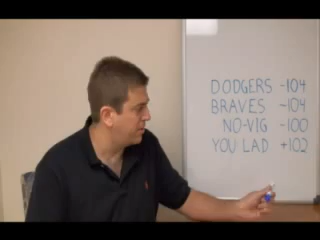 DODGERS -104
BRAVES -104
NO-VIG -100
YOU LAD +102